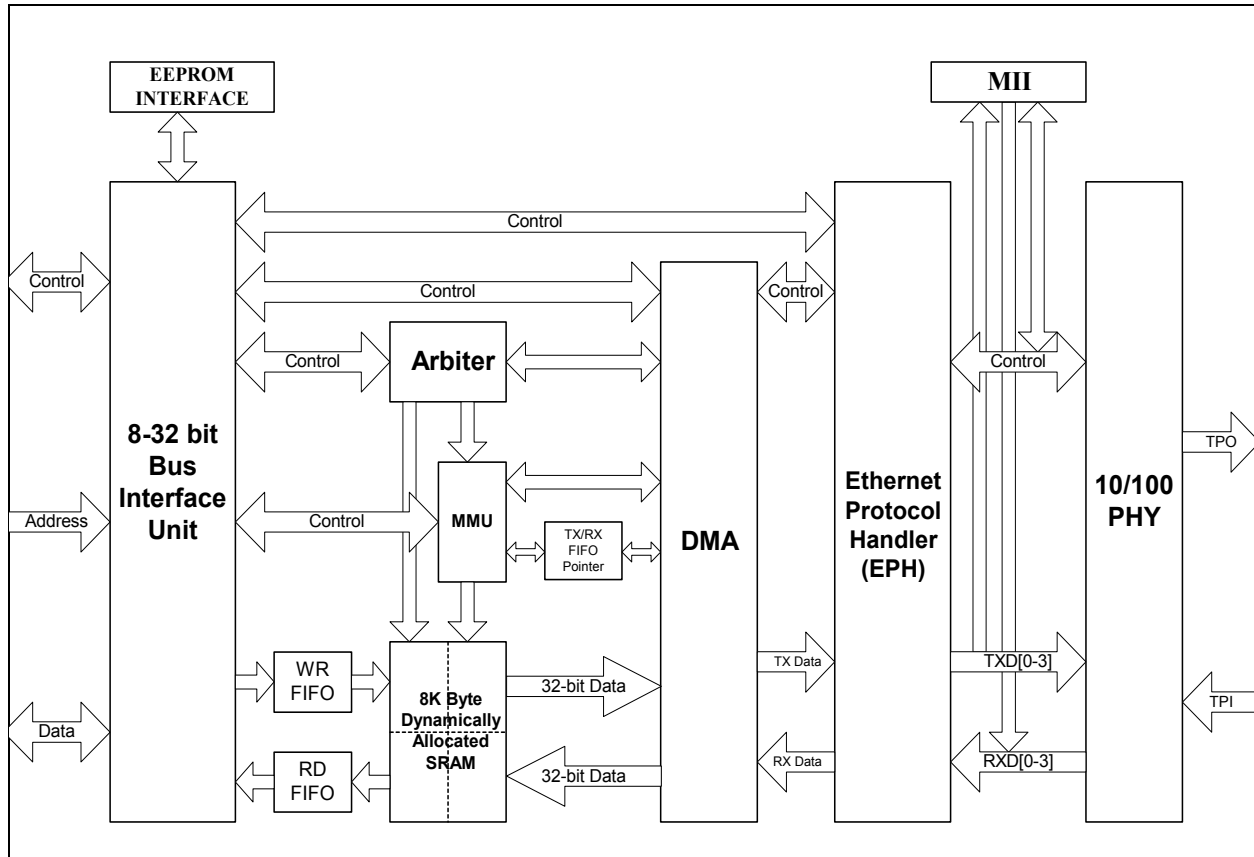 EEPROM
INTERFACE
MII
Control
Control
Control
Control
Control
Arbiter
Control
8-32 bit
Bus
Interface
Unit
Address
Control
MMU
TX/RX
FIFO
Pointer
DMA
Ethernet
Protocol
Handler
(EPH)
10/100
PHY
TPO
TPI
WR
FIFO
8K Byte
Dynamically
Allocated
SRAM
32-bit Data
TX Data
TXD[0-3]
Data
RD
FIFO
32-bit Data
RX Data
RXD[0-3]